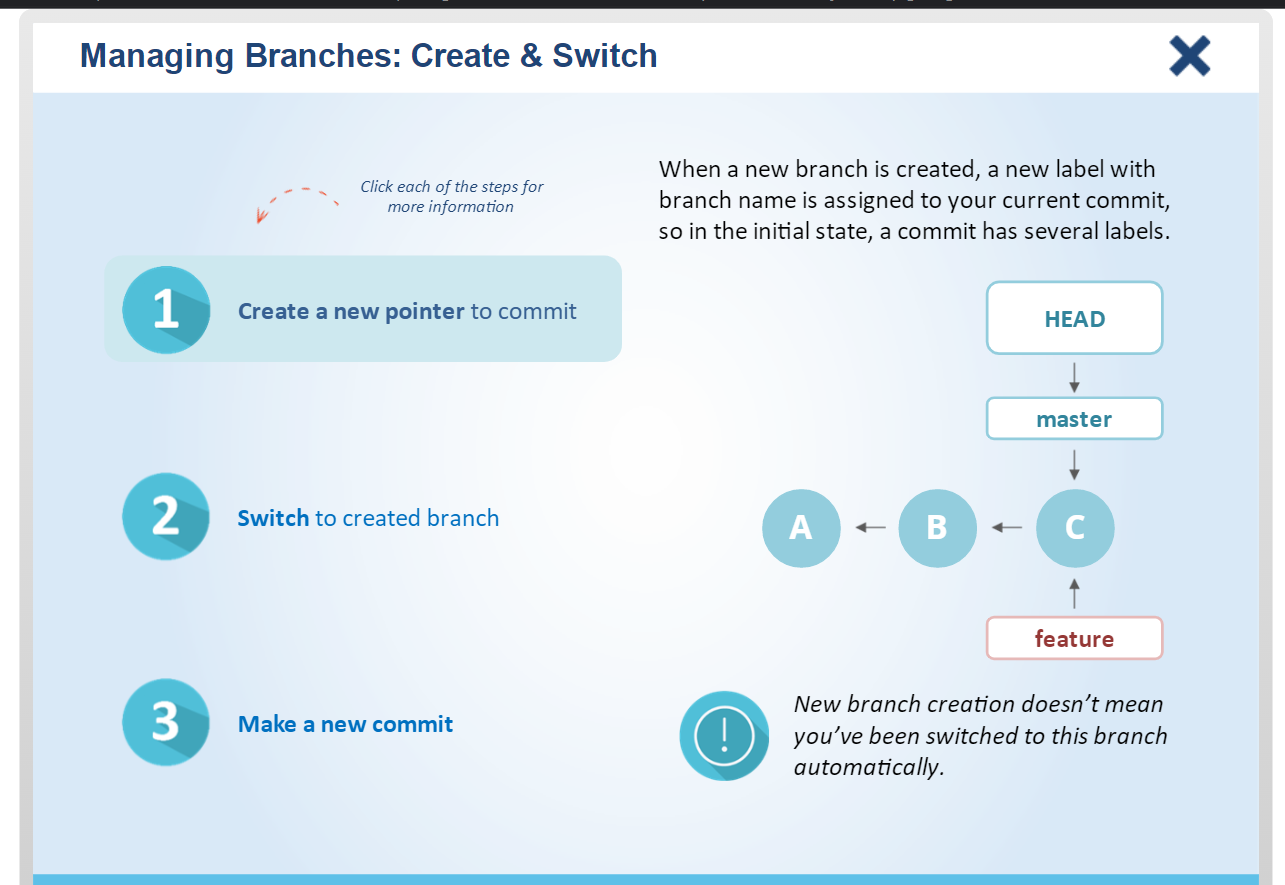 Managing Branches: Create & Switch
Click each of the steps for
more information
1
Create a new pointer to commit
2
Switch to created branch
3
Make a new commit
When a new branch is created, a new label with
branch name is assigned to your current commit,
so in the initial state, a commit has several labels.
HEAD
master
A
B
C
feature
!
New branch creation doesn’t mean
you’ve been switched to this branch
automatically.